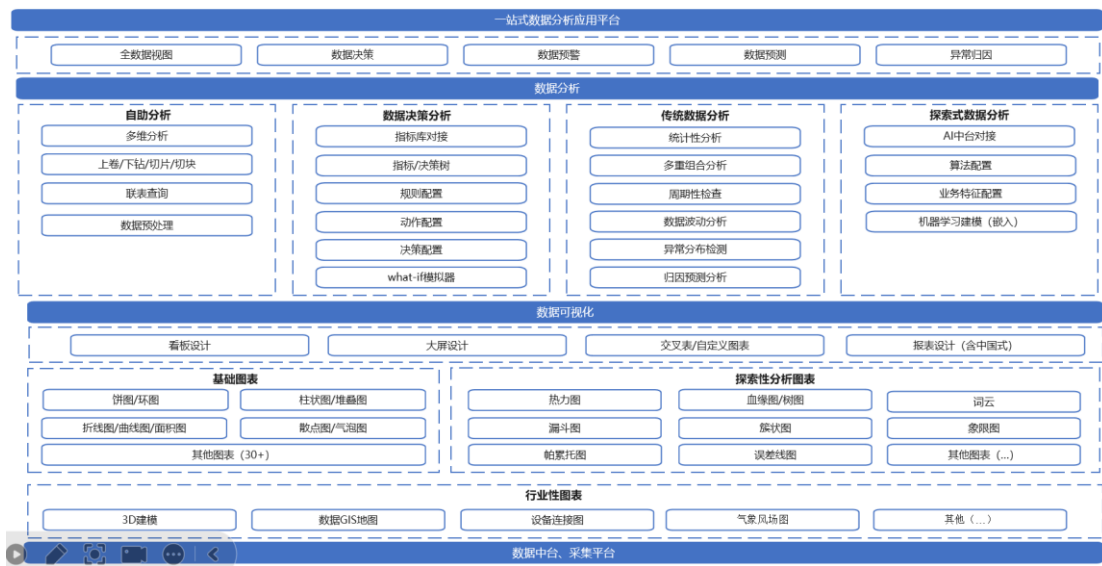 一站式数据分析应用平台
全数据视图 数据决策 数据预警 数据预测 异常归因
数据分析
自助分析
多维分析
上卷/下钻/切片/切块
联表查询
数据预处理
数据决策分析
指标库对接
指标/决策树
规则配置
动作配置
决策配置
what-if模拟器
传统数据分析
统计性分析
多重组合分析
周期性检查
数据波动分析
异常分布检测
归因预测分析
探索式数据分析
AI中台对接
算法配置
业务特征配置
机器学习建模（嵌入）
数据可视化
看板设计 大屏设计 交叉表/自定义图表 报表设计（含中国式）
基础图表
饼图/环图 柱状图/堆叠图
折线图/曲线图/面积图 散点图/气泡图
其他图表（30+）
探索性分析图表
热力图 血缘图/树图 词云
漏斗图 簇状图 象限图
帕累托图 误差线图 其他图表（...）
行业性图表
3D建模 数据GIS地图 设备连接图 气象风场图 其他（...）
数据中台、采集平台